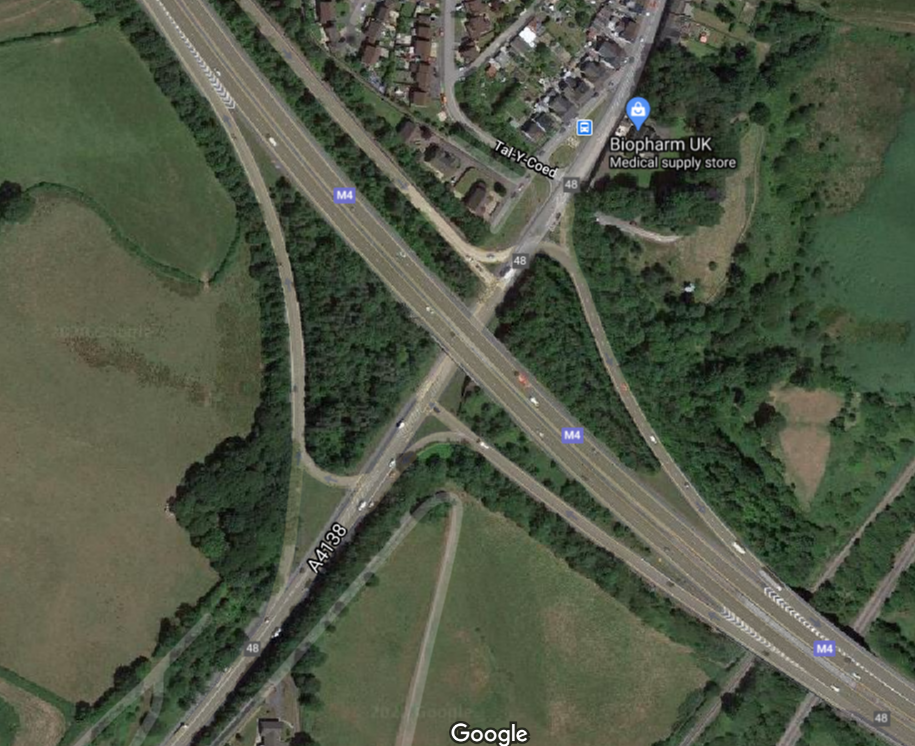 M4
Tal-Y-Coed
Biopharm UK
Medical supply store
48
48
M4
A4138
48
M4
48
Google